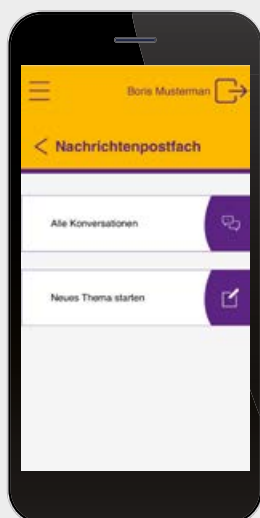 Boris Musterman
Nachrichtenpostfach
Alle Konversationen
Neues Thema starten